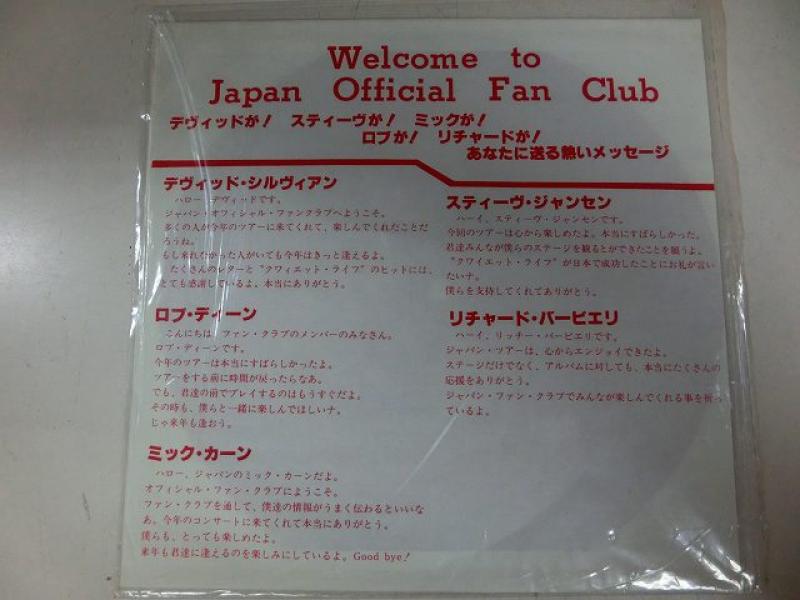 Welcome to
Japan Official Fan Club
デヴィッドが! スティーヴが! ミックが!
ロブが! リチャードが!
あなたに送る熱いメッセージ
デヴィッド・シルヴィアン
ハロー、デヴィッドです。
ジャパン・オフィシャル・ファンクラブへようこそ。
多くの人が今年のツアーに来てくれて、楽しんでくれたことだ
ろうね。
もし来れなかった人がいても今年はきっと逢えるよ。
たくさんのレターと〝クワィエット・ライフ〟のヒットには、
とても感謝しているよ。本当にありがとう。
ロブ・ディーン
こんにちは、ファン・クラブのメンバーのみなさん。
ロブ・ディーンです。
今年のツアーは本当にすばらしかったよ。
ツアーをする前に時間が戻ったらなあ。
でも、君達の前でプレイするのはもうすぐだよ。
その時も、僕らと一緒に楽しんでほしいナ。
じゃ来年も逢おう。
ミック・カーン
ハロー、ジャパンのミック・カーンだよ。
オフィシャル・ファン・クラブにようこそ。
ファン・クラブを通して、僕達の情報がうまく伝わるといいな
あ。今年のコンサートに来てくれて本当にありがとう。
僕らも、とっても楽しめたよ。
来年も君達に逢えるのを楽しみにしているよ。Good bye!
スティーヴ・ジャンセン
ハーイ、スティーヴ・ジャンセンです。
今回のツアーは心から楽しめたよ。本当にすばらしかった。
君達みんなが僕らのステージを観るとができたことを願うよ。
〝クワイエット・ライフ〟が日本で成功したことにお礼が言い
たいナ。
僕らを支持してくれてありがとう。
リチャード・バービエリ
ハーイ、リッチー・バービエリです。
ジャパン・ツアーは、心からエンジョイできたよ。
ステージだけでなく、アルバムに対しても、本当にたくさんの
応援をありがとう。
ジャパン・ファン・クラブでみんなが楽しんでくれる事を祈っ
ているよ。